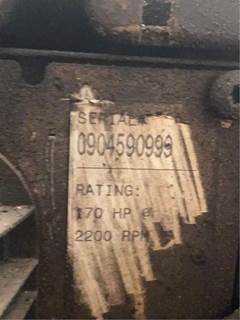 SERIAL#
0904590999
RATING:
170 HP @
2200 RPM